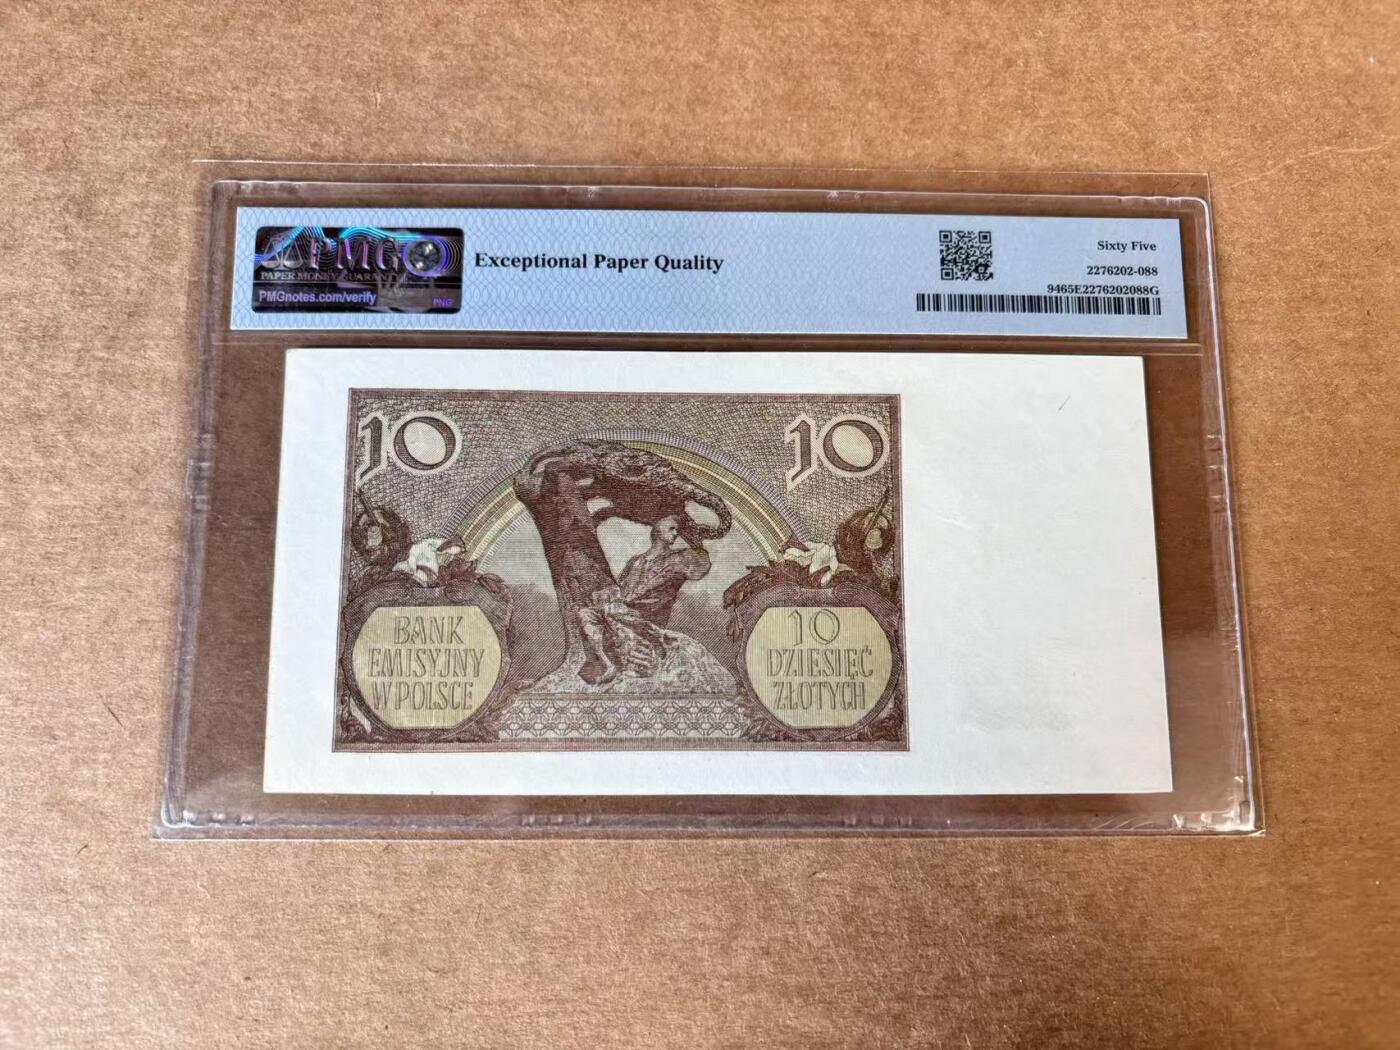 PMG
PAPER MONEY GUARANTY
PMGnotes.com/verify
PNG
Exceptional Paper Quality
Sixty Five
2276202-088
9465E2276202088G
10
10
BANK
EMISYJNY
W POLSCE
10
DZIESIĘĆ
ZŁOTYCH